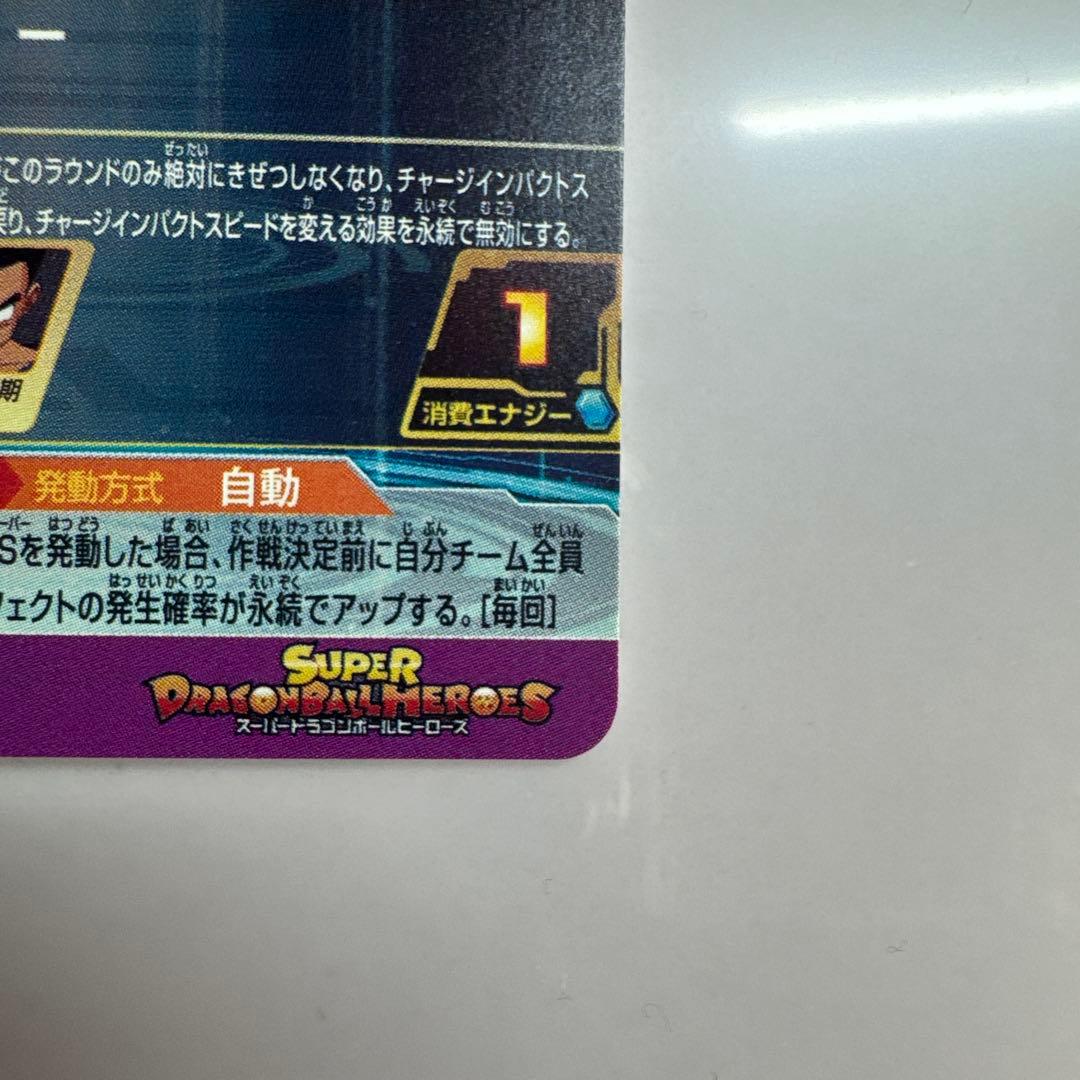 ー
このラウンドのみ絶対にきぜつしなくなり、チャージインパクトス
戻り、チャージインパクトスピードを変える効果を永続で無効にする。
1
期
消費エナジー
発動方式 自動
Sを発動した場合、作戦決定前に自分チーム全員
フェクトの発生確率が永続でアップする。[毎回]
SUPER
DRAGONBALL HEROES
スーパードラゴンボールヒーローズ